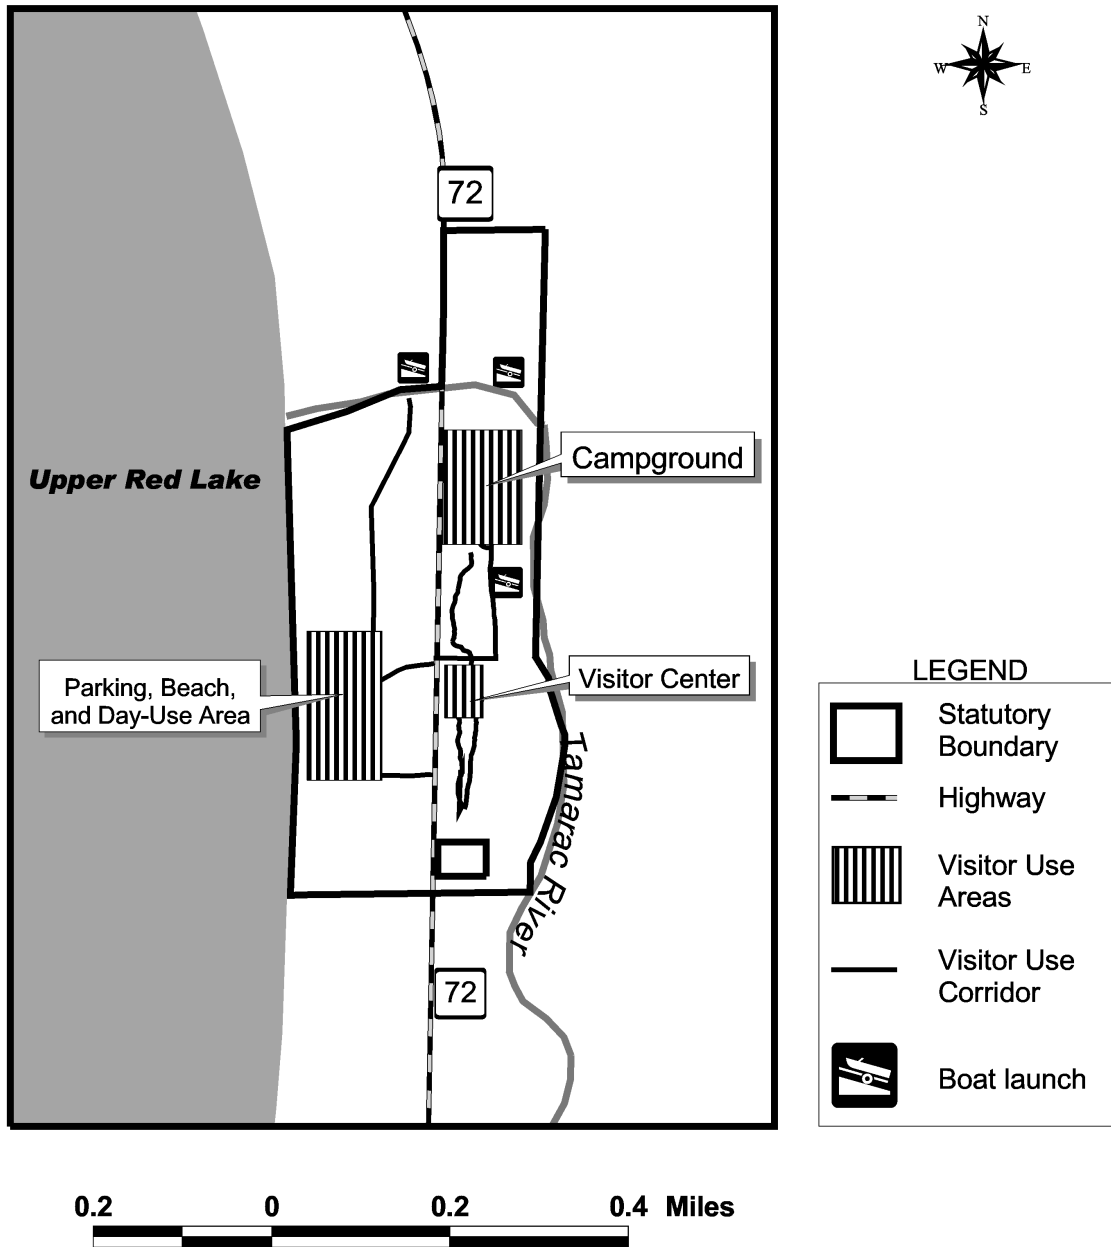 N
W E
S
72
Campground
Upper Red Lake
Parking, Beach,
and Day-Use Area
Visitor Center
Tamarac River
72
LEGEND
Statutory
Boundary
Highway
Visitor Use
Areas
Visitor Use
Corridor
Boat launch
0.2 0 0.2 0.4 Miles